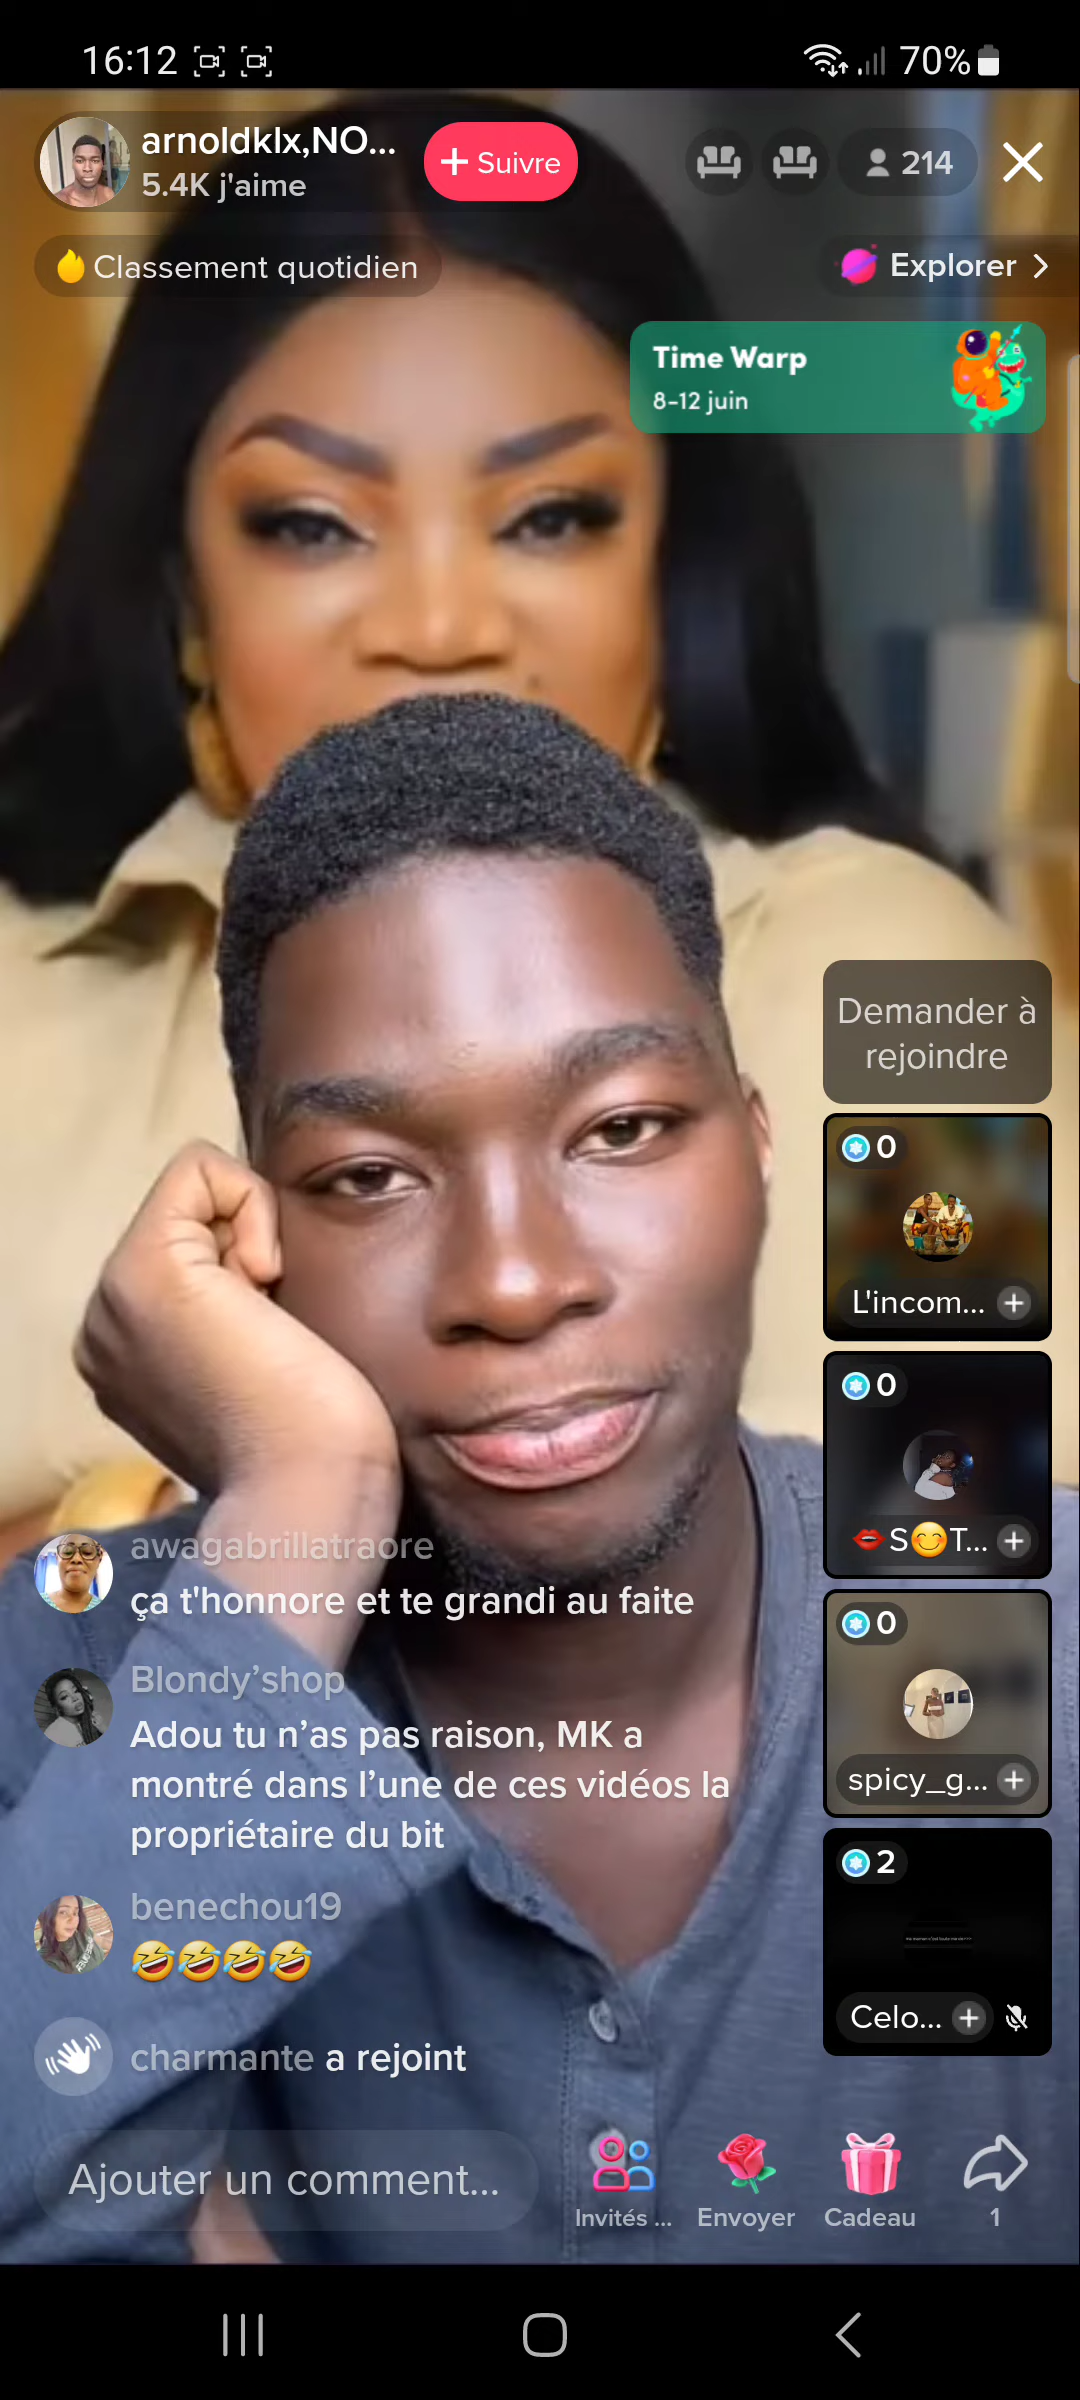 16:12
70%
arnoldklx,NO...
5.4K j'aime
+ Suivre
214
Classement quotidien
Explorer
Time Warp
8-12 juin
Demander à
rejoindre
0
L'incom...
0
💋S😊T...
0
spicy_g...
2
Celo...
awagabrillatraore
ça t'honnore et te grandi au faite
Blondy’shop
Adou tu n’as pas raison, MK a
montré dans l’une de ces vidéos la
propriétaire du bit
benechou19
🤣🤣🤣🤣
charmante a rejoint
Ajouter un comment...
Invités ...
Envoyer
Cadeau
1